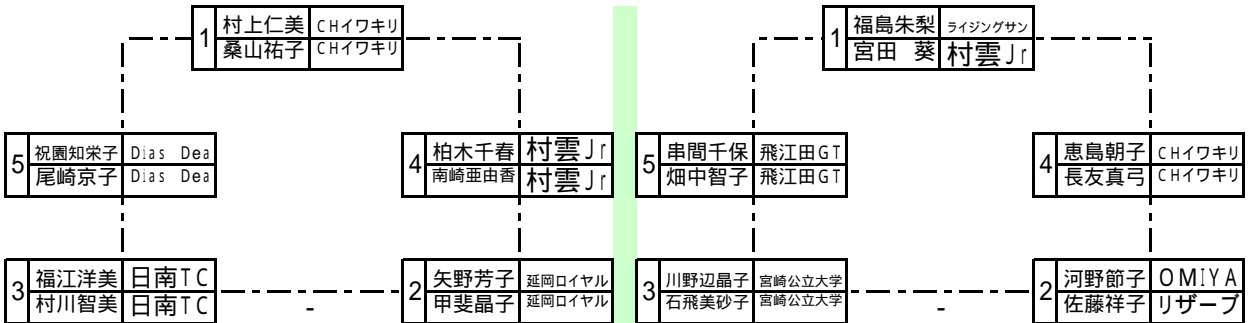 1 村上仁美 CHイワキリ
桑山祐子 CHイワキリ
1 福島朱梨 ライジングサン
宮田 葵 村雲Jr
5 祝園知栄子 Dias Dea
尾崎京子 Dias Dea
4 柏木千春 村雲Jr
南崎亜由香 村雲Jr
5 串間千保 飛江田GT
畑中智子 飛江田GT
4 恵島朝子 CHイワキリ
長友真弓 CHイワキリ
3 福江洋美 日南TC
村川智美 日南TC
-
2 矢野芳子 延岡ロイヤル
甲斐晶子 延岡ロイヤル
3 川野辺晶子 宮崎公立大学
石飛美砂子 宮崎公立大学
-
2 河野節子 OMIYA
佐藤祥子 リザーブ